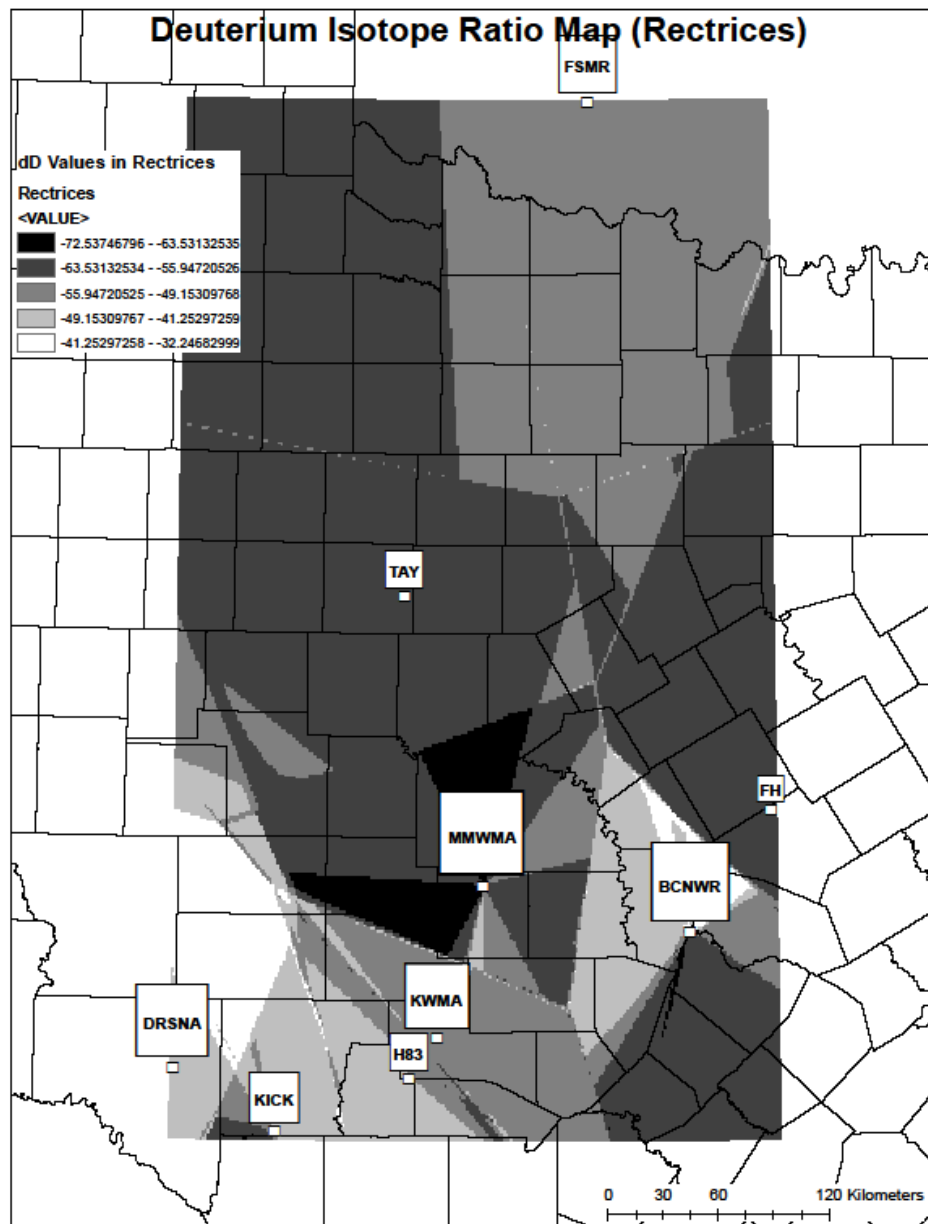 Deuterium Isotope Ratio Map (Rectrices)
FSMR
dD Values in Rectrices
Rectrices
<VALUE>
-72.53746796 - -63.53132535
-63.53132534 - -55.94720526
-55.94720525 - -49.15309768
-49.15309767 - -41.25297259
-41.25297258 - -32.24682999
TAY
FH
MMWMA
BCNWR
KWMA
DRSNA
H83
KICK
0 30 60 120 Kilometers